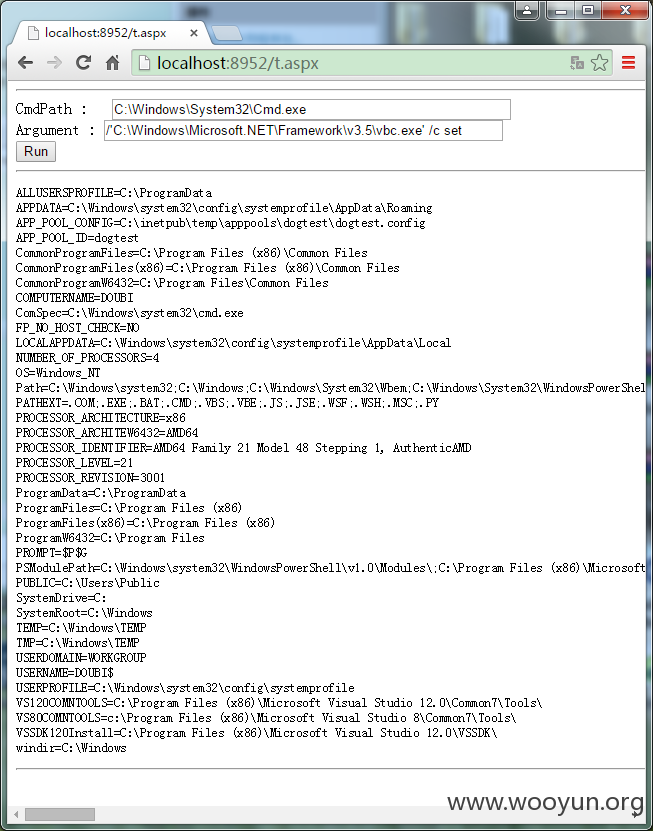 localhost:8952/t.aspx
localhost:8952/t.aspx
CmdPath : C:\Windows\System32\Cmd.exe
Argument : /'C:\Windows\Microsoft.NET\Framework\v3.5\vbc.exe' /c set
Run
ALLUSERSPROFILE=C:\ProgramData
APPDATA=C:\Windows\system32\config\systemprofile\AppData\Roaming
APP_POOL_CONFIG=C:\inetpub\temp\apppools\dogtest\dogtest.config
APP_POOL_ID=dogtest
CommonProgramFiles=C:\Program Files (x86)\Common Files
CommonProgramFiles(x86)=C:\Program Files (x86)\Common Files
CommonProgramW6432=C:\Program Files\Common Files
COMPUTERNAME=DOUBI
ComSpec=C:\Windows\system32\cmd.exe
FP_NO_HOST_CHECK=NO
LOCALAPPDATA=C:\Windows\system32\config\systemprofile\AppData\Local
NUMBER_OF_PROCESSORS=4
OS=Windows_NT
Path=C:\Windows\system32;C:\Windows;C:\Windows\System32\Wbem;C:\Windows\System32\WindowsPowerShel
PATHEXT=.COM;.EXE;.BAT;.CMD;.VBS;.VBE;.JS;.JSE;.WSF;.WSH;.MSC;.PY
PROCESSOR_ARCHITECTURE=x86
PROCESSOR_ARCHITEW6432=AMD64
PROCESSOR_IDENTIFIER=AMD64 Family 21 Model 48 Stepping 1, AuthenticAMD
PROCESSOR_LEVEL=21
PROCESSOR_REVISION=3001
ProgramData=C:\ProgramData
ProgramFiles=C:\Program Files (x86)
ProgramFiles(x86)=C:\Program Files (x86)
ProgramW6432=C:\Program Files
PROMPT=$P$G
PSModulePath=C:\Windows\system32\WindowsPowerShell\v1.0\Modules\;C:\Program Files (x86)\Microsoft
PUBLIC=C:\Users\Public
SystemDrive=C:
SystemRoot=C:\Windows
TEMP=C:\Windows\TEMP
TMP=C:\Windows\TEMP
USERDOMAIN=WORKGROUP
USERNAME=DOUBI$
USERPROFILE=C:\Windows\system32\config\systemprofile
VS120COMNTOOLS=C:\Program Files (x86)\Microsoft Visual Studio 12.0\Common7\Tools\
VS80COMNTOOLS=c:\Program Files (x86)\Microsoft Visual Studio 8\Common7\Tools\
VSSDK120Install=C:\Program Files (x86)\Microsoft Visual Studio 12.0\VSSDK\
windir=C:\Windows
www.wooyun.org